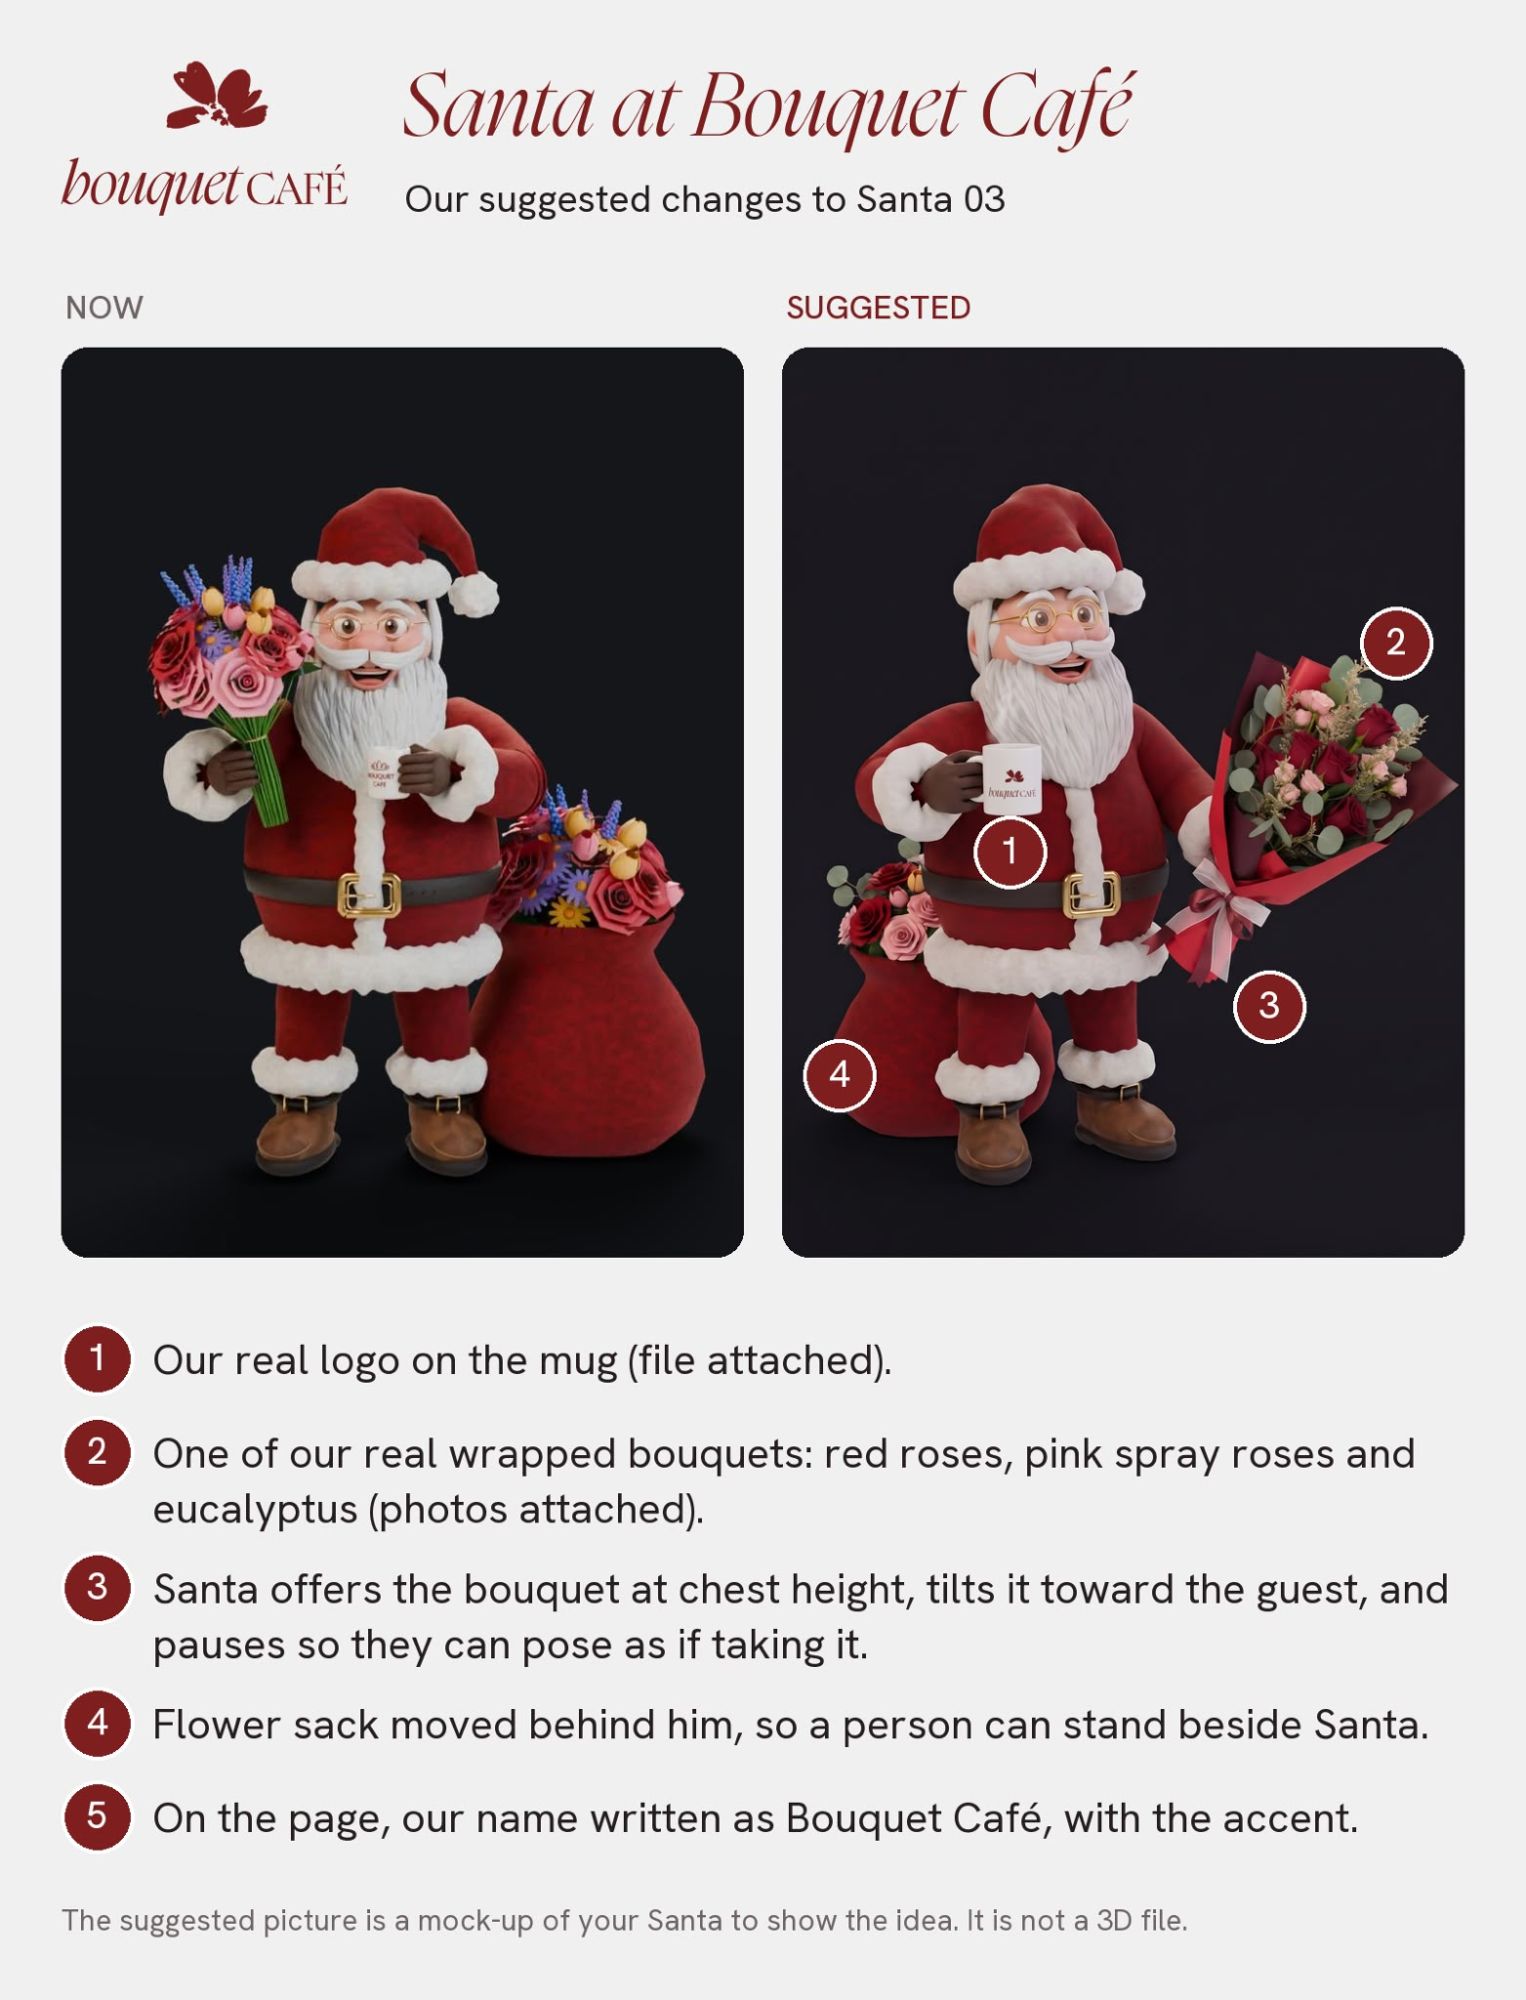 bouquet CAFÉ
Santa at Bouquet Café
Our suggested changes to Santa 03
NOW
SUGGESTED
BOUQUET
CAFE
bouquet CAFÉ
1
2
3
4
1 Our real logo on the mug (file attached).
2 One of our real wrapped bouquets: red roses, pink spray roses and
eucalyptus (photos attached).
3 Santa offers the bouquet at chest height, tilts it toward the guest, and
pauses so they can pose as if taking it.
4 Flower sack moved behind him, so a person can stand beside Santa.
5 On the page, our name written as Bouquet Café, with the accent.
The suggested picture is a mock-up of your Santa to show the idea. It is not a 3D file.